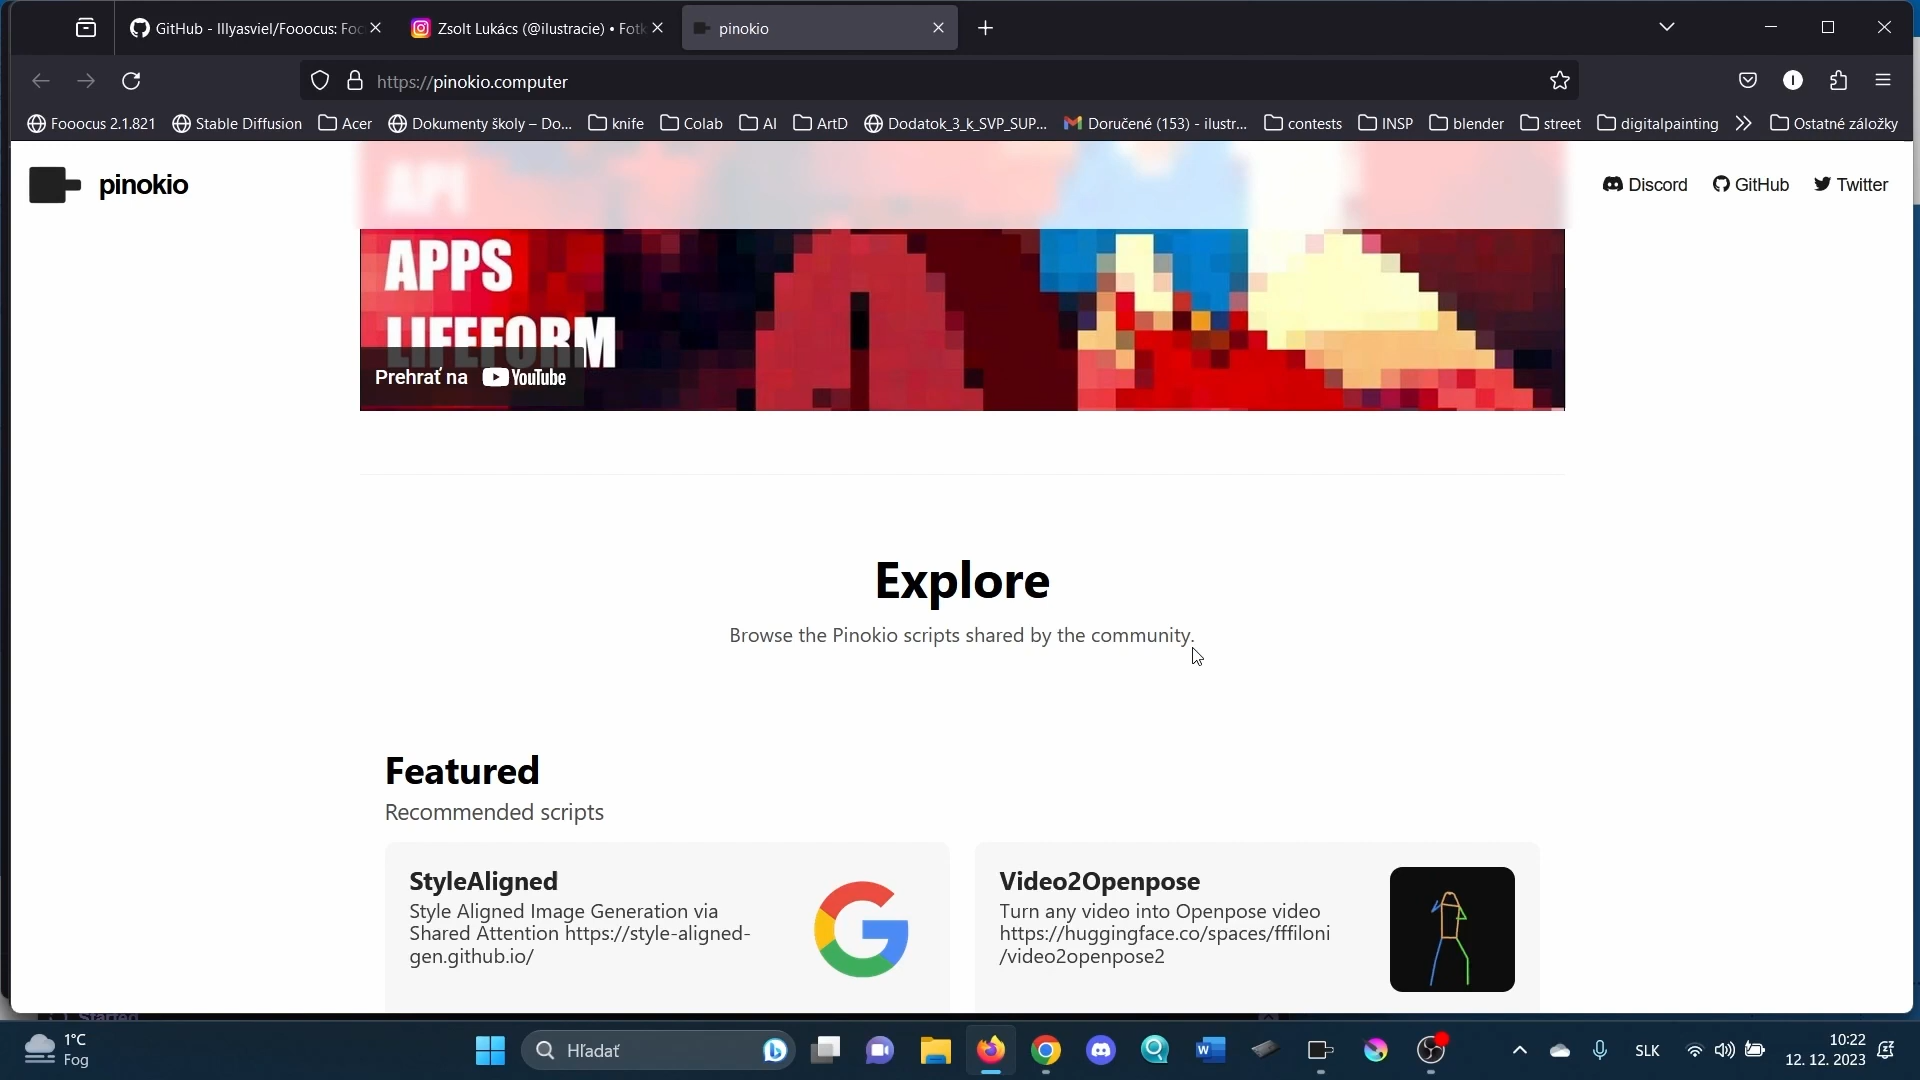 GitHub - lllyasviel/Fooocus: Foc
Zsolt Lukács (@ilustracie) • Fotk
pinokio
https://pinokio.computer
Fooocus 2.1.821
Stable Diffusion
Acer
Dokumenty školy – Do...
knife
Colab
AI
ArtD
Dodatok_3_k_SVP_SUP...
Doručené (153) - ilustr...
contests
INSP
blender
street
digitalpainting
Ostatné záložky
pinokio
Discord
GitHub
Twitter
API
APPS
LIFEFORM
Prehrať na YouTube
Explore
Browse the Pinokio scripts shared by the community.
Featured
Recommended scripts
StyleAligned
Style Aligned Image Generation via
Shared Attention https://style-aligned-
gen.github.io/
Video2Openpose
Turn any video into Openpose video
https://huggingface.co/spaces/fffiloni
/video2openpose2
Started
1°C
Fog
Hľadať
SLK
10:22
12. 12. 2023